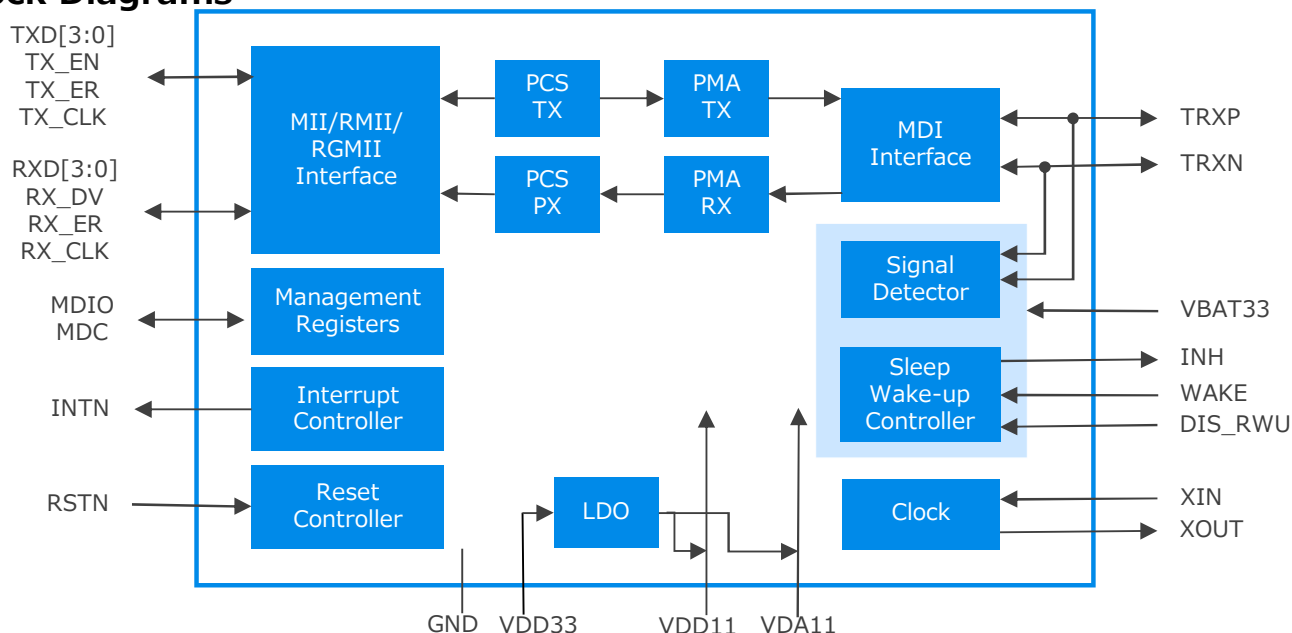 TXD[3:0]
TX_EN
TX_ER
TX_CLK
RXD[3:0]
RX_DV
RX_ER
RX_CLK
MDIO
MDC
INTN
RSTN
MII/RMII/
RGMII
Interface
PCS
TX
PMA
TX
PCS
PX
PMA
RX
MDI
Interface
TRXP
TRXN
Management
Registers
Signal
Detector
VBAT33
Interrupt
Controller
Sleep
Wake-up
Controller
INH
WAKE
DIS_RWU
Reset
Controller
LDO
Clock
XIN
XOUT
GND
VDD33
VDD11
VDA11